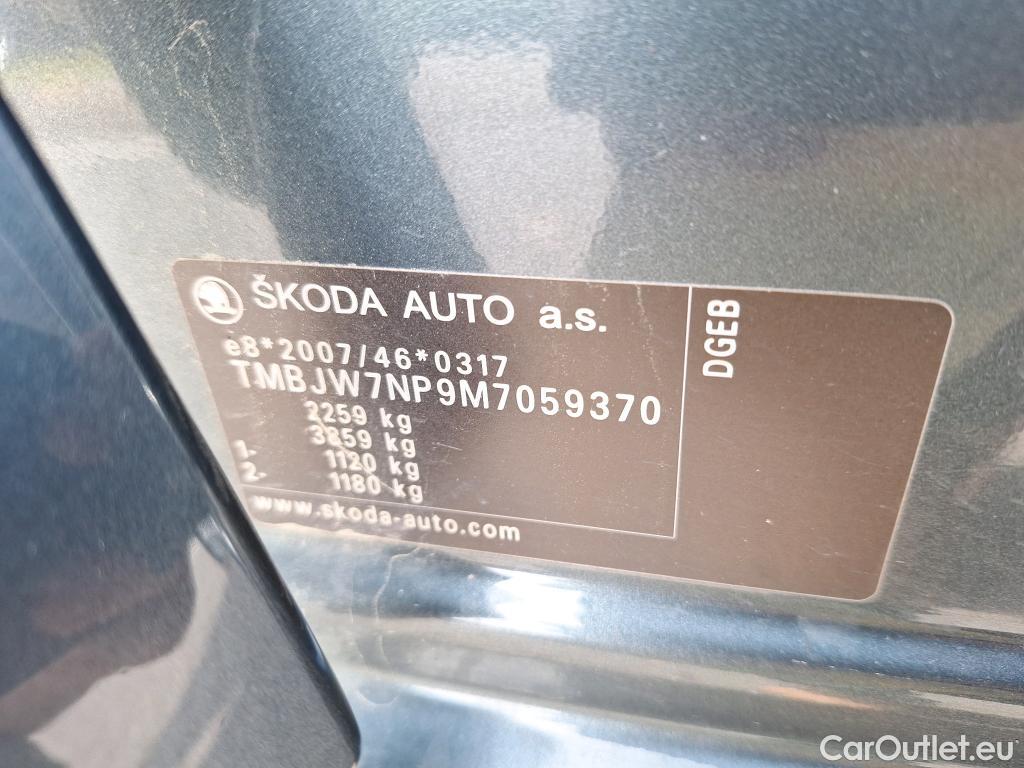 ŠKODA AUTO a.s.
e8*2007/46*0317
TMBJW7NP9M7059370
2259 kg
3859 kg
1. 1120 kg
2. 1180 kg
www.skoda-auto.com
DGEB
CarOutlet.eu